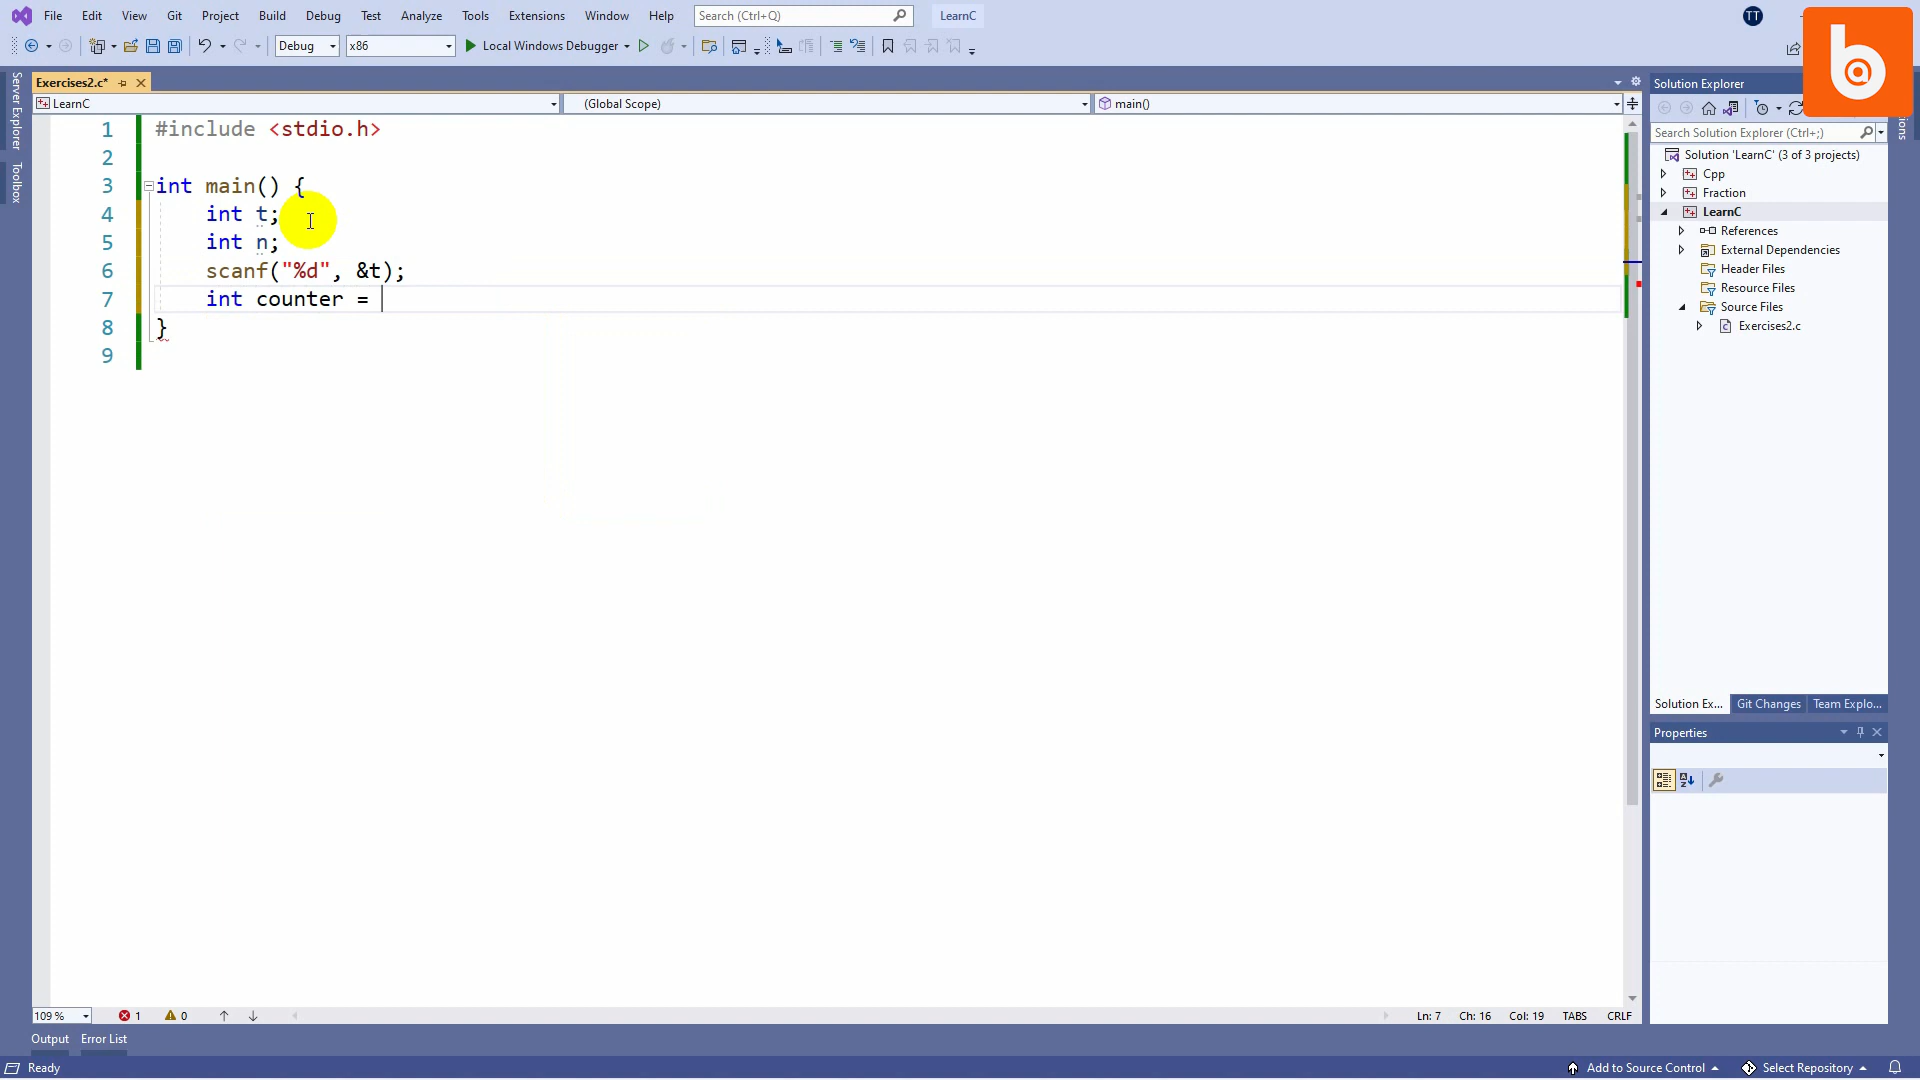 File Edit View Git Project Build Debug Test Analyze Tools Extensions Window Help Search (Ctrl+Q) LearnC TT
Debug x86 Local Windows Debugger
Server Explorer
Toolbox
Exercises2.c*
LearnC (Global Scope) main()
1 #include <stdio.h>
2
3 int main() {
4 int t;
5 int n;
6 scanf("%d", &t);
7 int counter =
8 }
9
Solution Explorer
Search Solution Explorer (Ctrl+;)
Solution 'LearnC' (3 of 3 projects)
Cpp
Fraction
LearnC
References
External Dependencies
Header Files
Resource Files
Source Files
Exercises2.c
Solution Ex... Git Changes Team Explo...
Properties
109 % 1 0 Ln: 7 Ch: 16 Col: 19 TABS CRLF
Output Error List
Ready Add to Source Control Select Repository